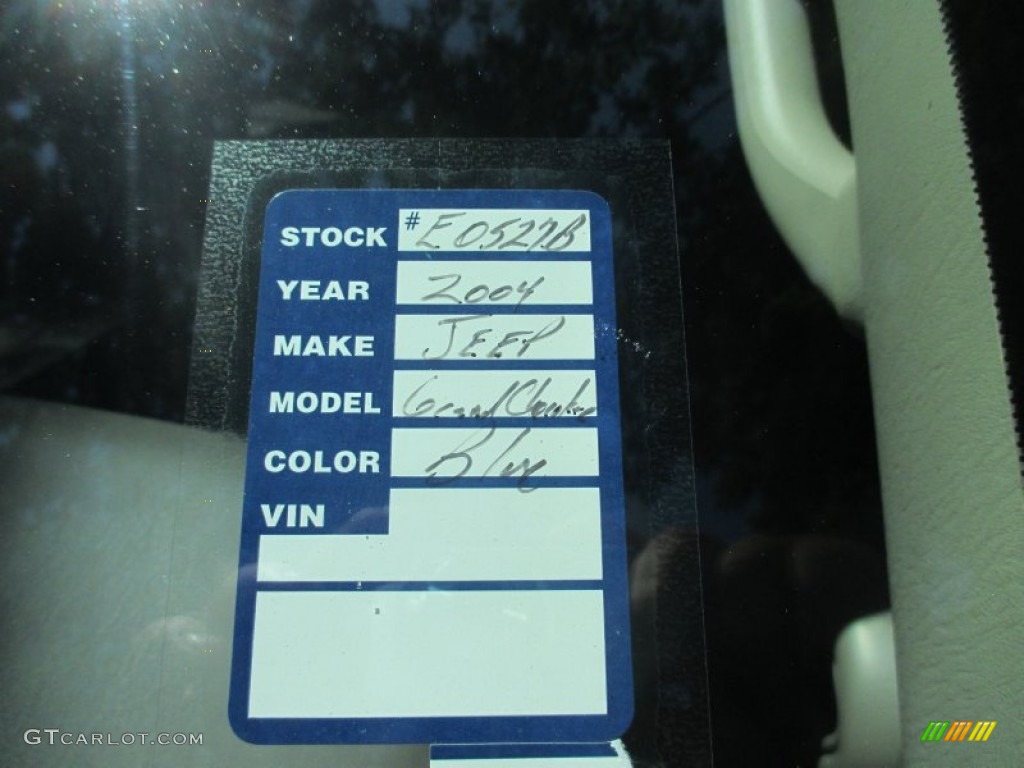 STOCK # E0527B
YEAR 2004
MAKE JEEP
MODEL Grand Cherokee
COLOR Blue
VIN
GTCARLOT.COM